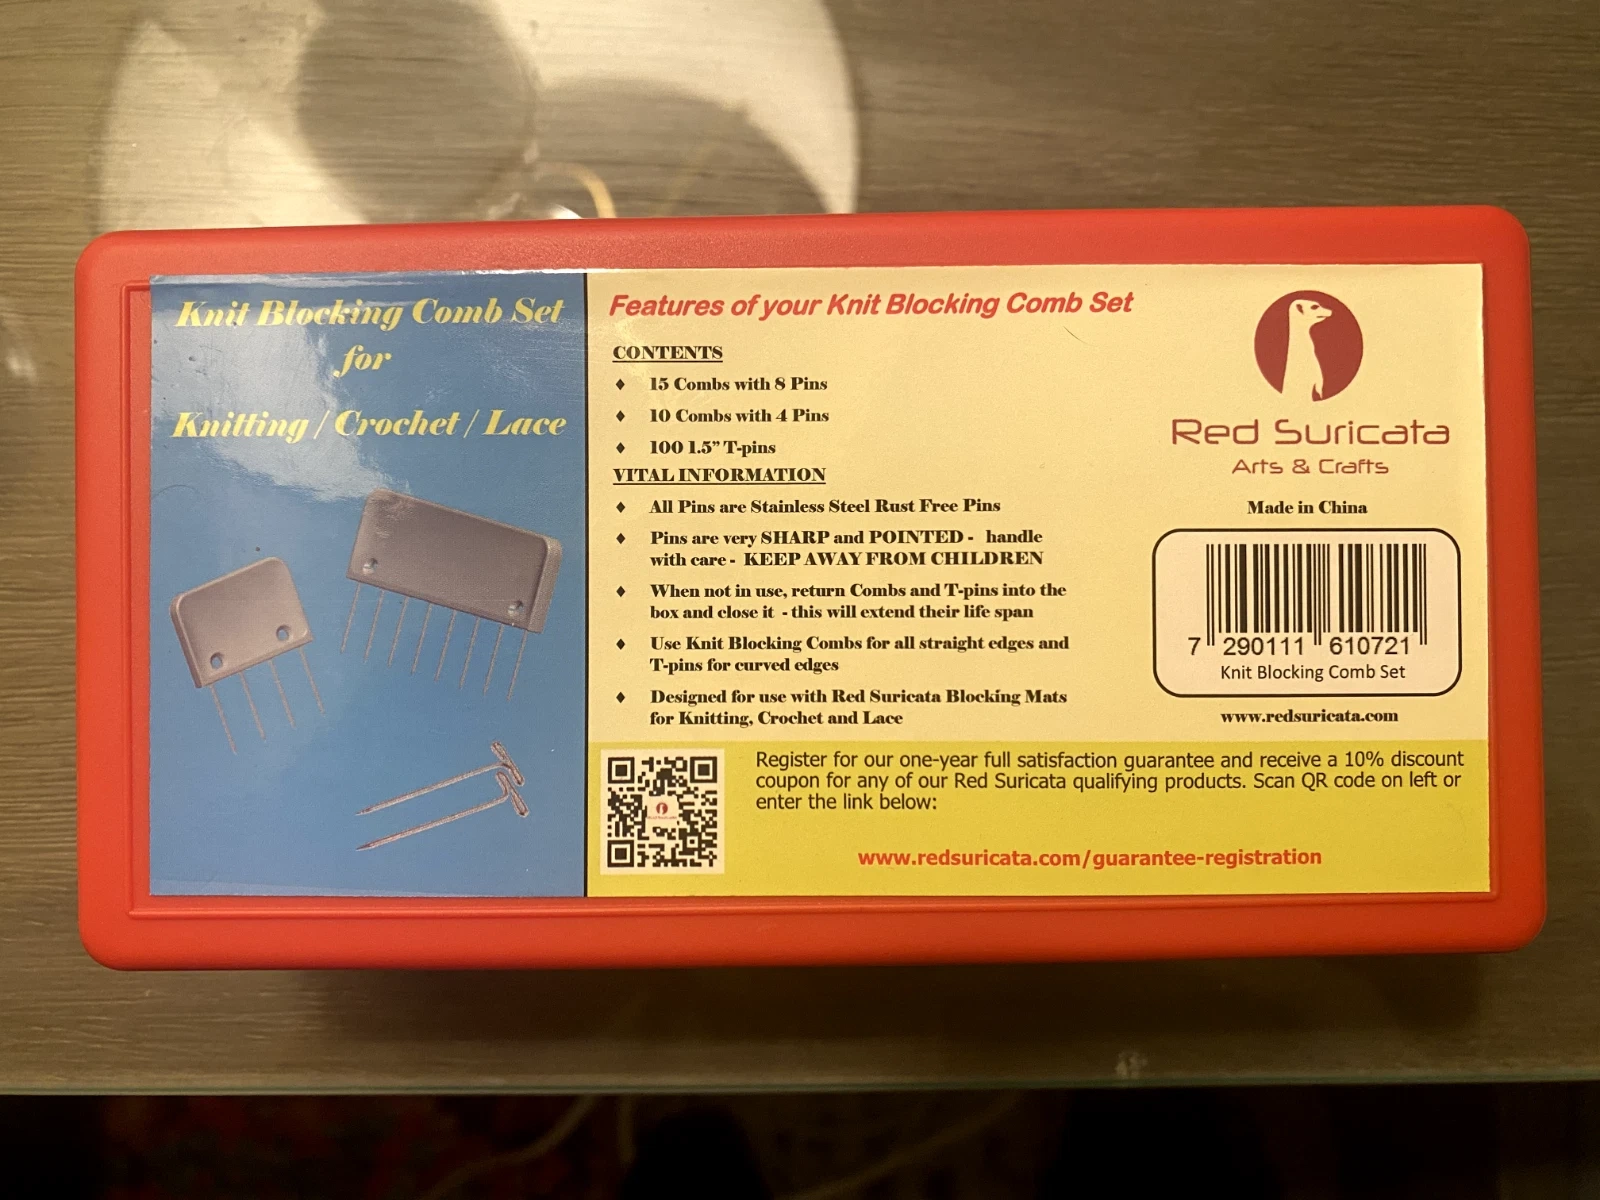 Knit Blocking Comb Set
for
Knitting / Crochet / Lace
Features of your Knit Blocking Comb Set
CONTENTS
♦ 15 Combs with 8 Pins
♦ 10 Combs with 4 Pins
♦ 100 1.5” T-pins
VITAL INFORMATION
♦ All Pins are Stainless Steel Rust Free Pins
♦ Pins are very SHARP and POINTED - handle
with care - KEEP AWAY FROM CHILDREN
♦ When not in use, return Combs and T-pins into the
box and close it - this will extend their life span
♦ Use Knit Blocking Combs for all straight edges and
T-pins for curved edges
♦ Designed for use with Red Suricata Blocking Mats
for Knitting, Crochet and Lace
Red Suricata
Arts & Crafts
Made in China
7 290111 610721
Knit Blocking Comb Set
www.redsuricata.com
Register for our one-year full satisfaction guarantee and receive a 10% discount
coupon for any of our Red Suricata qualifying products. Scan QR code on left or
enter the link below:
www.redsuricata.com/guarantee-registration